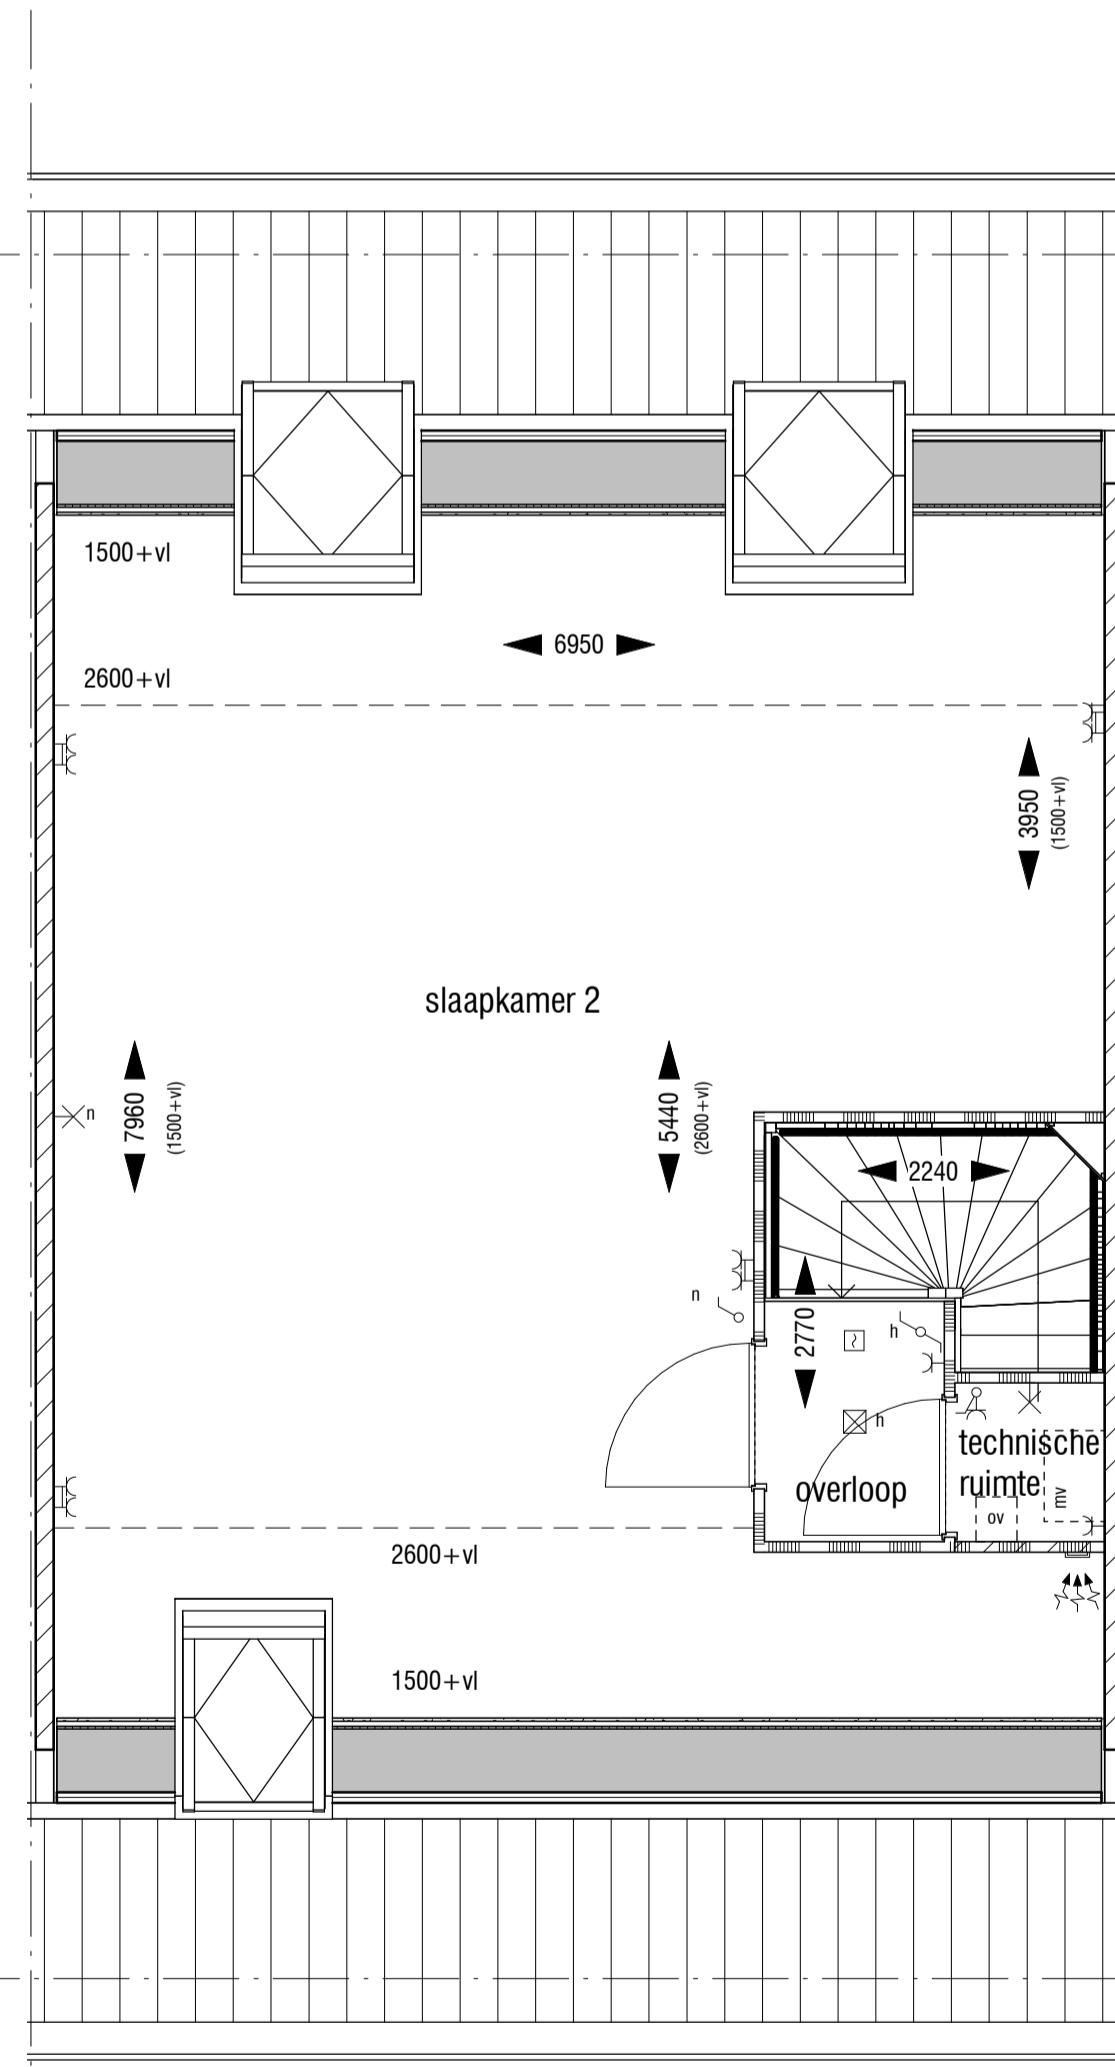 1500+vl
6950
2600+vl
3950
(1500+vl)
slaapkamer 2
n
7960
(1500+vl)
5440
(2600+vl)
2240
n
2770
h
h
technische
ruimte
overloop
mv
ov
2600+vl
1500+vl